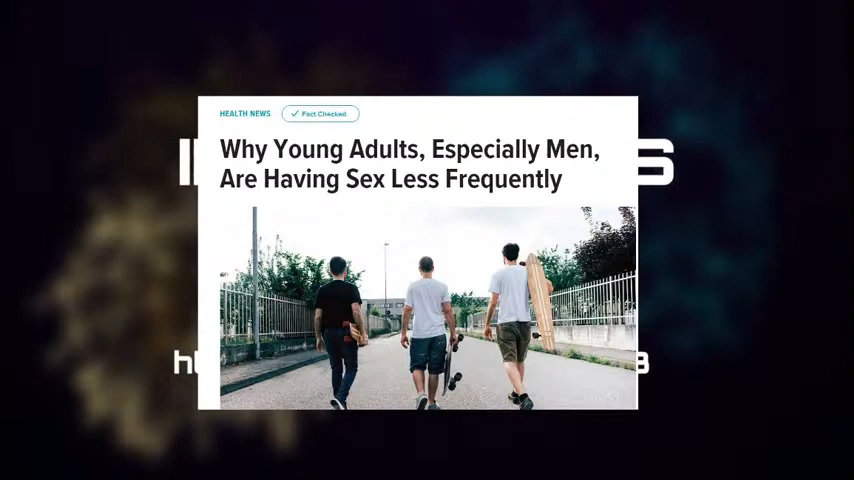 HEALTH NEWS Fact Checked
Why Young Adults, Especially Men,
Are Having Sex Less Frequently